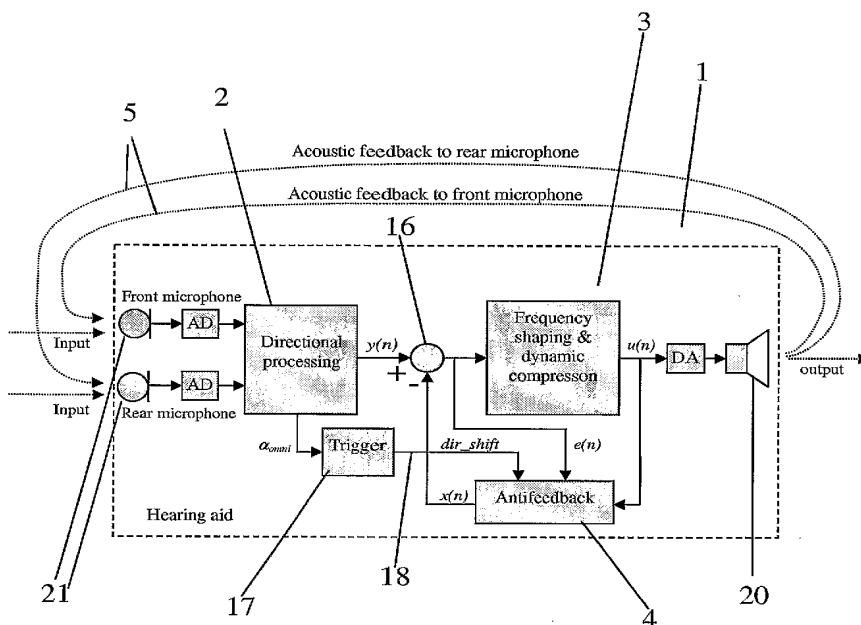 3
2
1
5
Acoustic feedback to rear microphone
Acoustic feedback to front microphone
16
Front microphone
AD
Input
Directional
processing
y(n)
+
-
Frequency
shaping &
dynamic
compresson
u(n)
DA
output
AD
Input
Rear microphone
αomni
Trigger
dir_shift
e(n)
x(n)
Antifeedback
Hearing aid
21
17
18
4
20